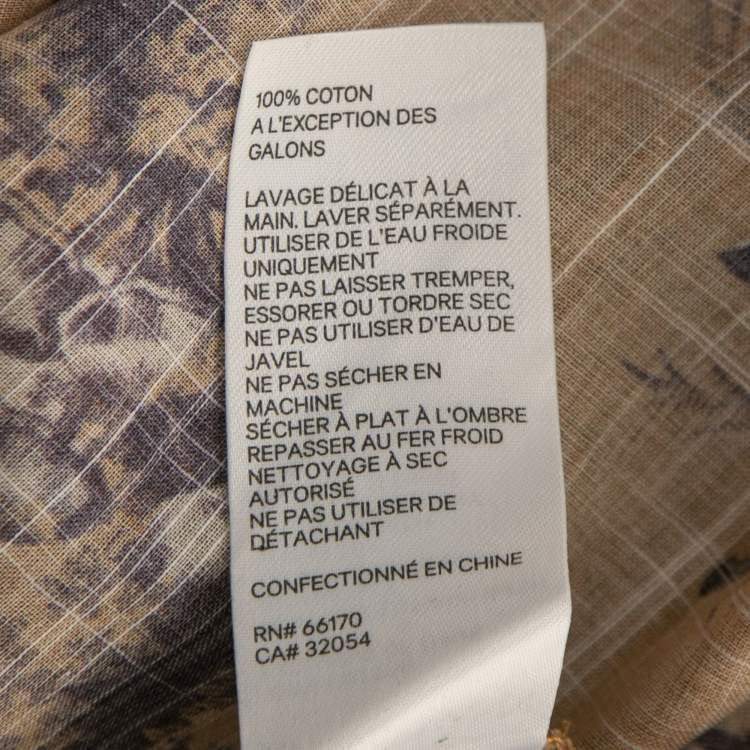 100% COTON
A L'EXCEPTION DES
GALONS
LAVAGE DÉLICAT À LA
MAIN. LAVER SÉPARÉMENT.
UTILISER DE L'EAU FROIDE
UNIQUEMENT
NE PAS LAISSER TREMPER,
ESSORER OU TORDRE SEC
NE PAS UTILISER D'EAU DE
JAVEL
NE PAS SÉCHER EN
MACHINE
SÉCHER À PLAT À L'OMBRE
REPASSER AU FER FROID
NETTOYAGE À SEC
AUTORISÉ
NE PAS UTILISER DE
DÉTACHANT
CONFECTIONNÉ EN CHINE
RN# 66170
CA# 32054